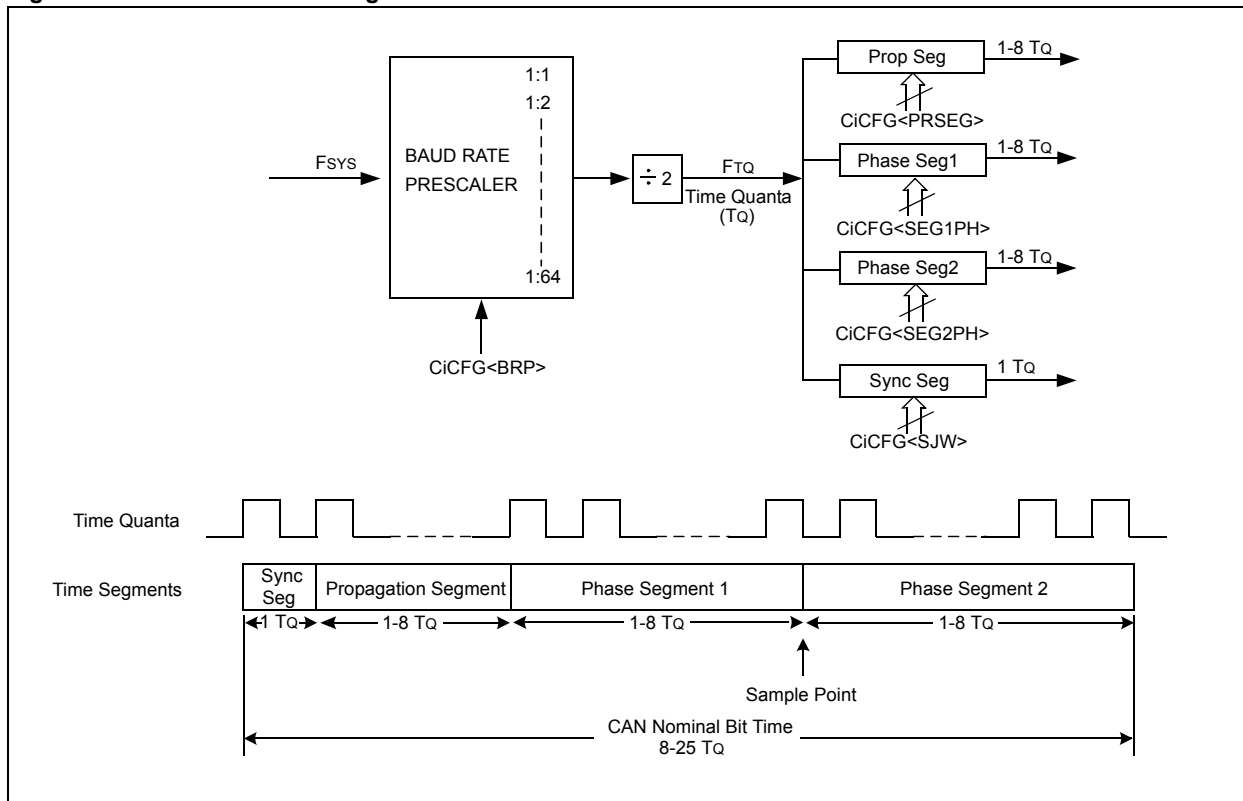 1:1
1:2
1:64
FSYS
BAUD RATE
PRESCALER
CiCFG<BRP>
÷ 2
FTQ
Time Quanta
(TQ)
Prop Seg
1-8 TQ
CiCFG<PRSEG>
Phase Seg1
1-8 TQ
CiCFG<SEG1PH>
Phase Seg2
1-8 TQ
CiCFG<SEG2PH>
Sync Seg
1 TQ
CiCFG<SJW>
Time Quanta
Time Segments
Sync
Seg
Propagation Segment
Phase Segment 1
Phase Segment 2
1 TQ
1-8 TQ
1-8 TQ
1-8 TQ
Sample Point
CAN Nominal Bit Time
8-25 TQ